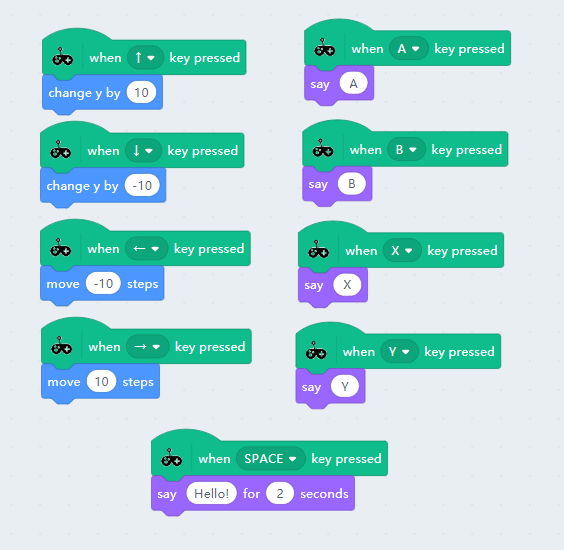 when ↑ key pressed
change y by 10
when ↓ key pressed
change y by -10
when ← key pressed
move -10 steps
when → key pressed
move 10 steps
when A key pressed
say A
when B key pressed
say B
when X key pressed
say X
when Y key pressed
say Y
when SPACE key pressed
say Hello! for 2 seconds